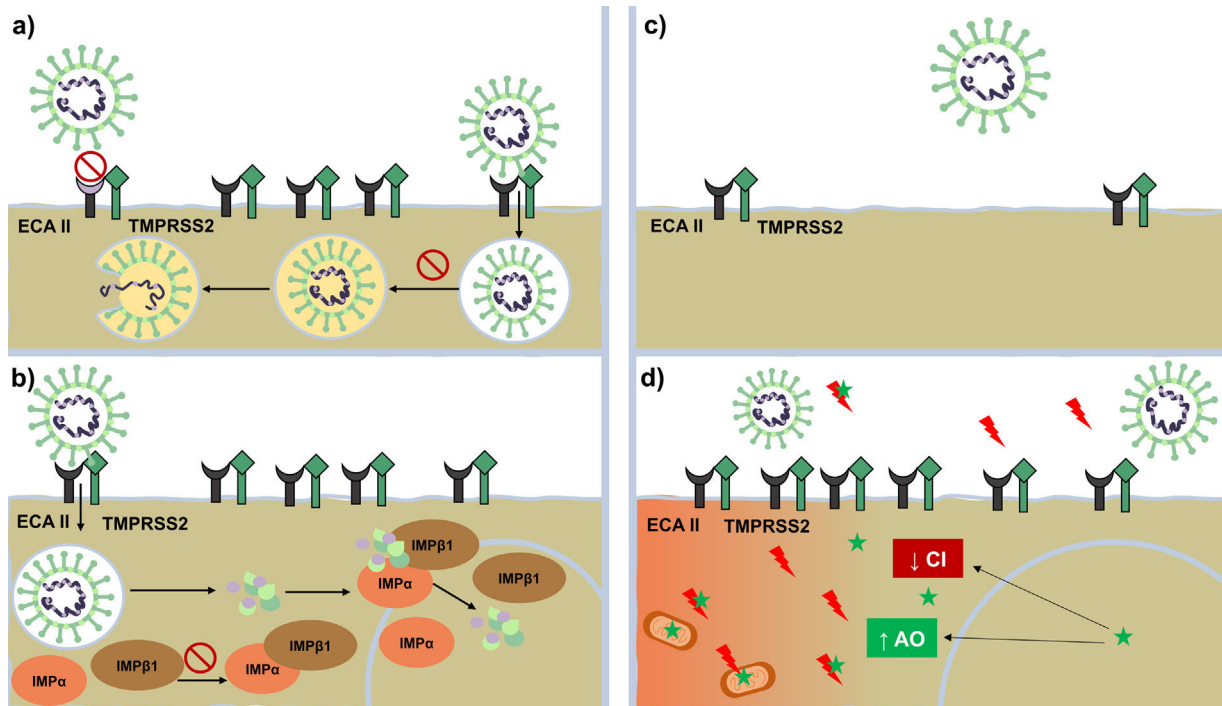 a)
ECA II
TMPRSS2
b)
ECA II
TMPRSS2
IMPβ1
IMPα
IMPβ1
IMPβ1
IMPβ1
IMPα
IMPα
IMPα
c)
ECA II
TMPRSS2
d)
ECA II
TMPRSS2
↓ CI
↑ AO